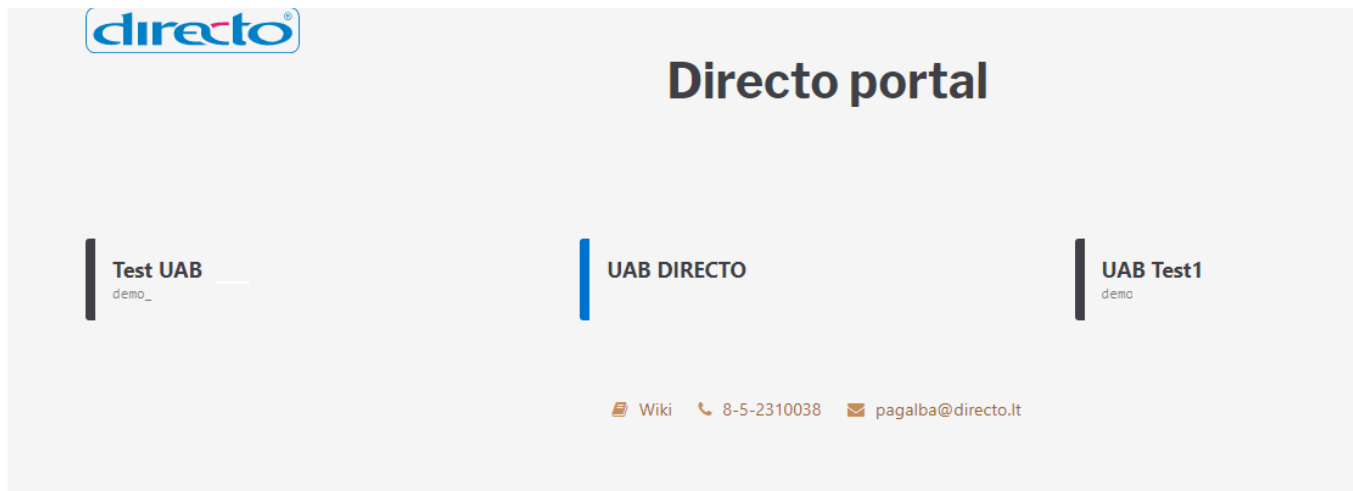 directo®
Directo portal
Test UAB
demo_
UAB DIRECTO
UAB Test1
demo
Wiki 8-5-2310038 pagalba@directo.lt